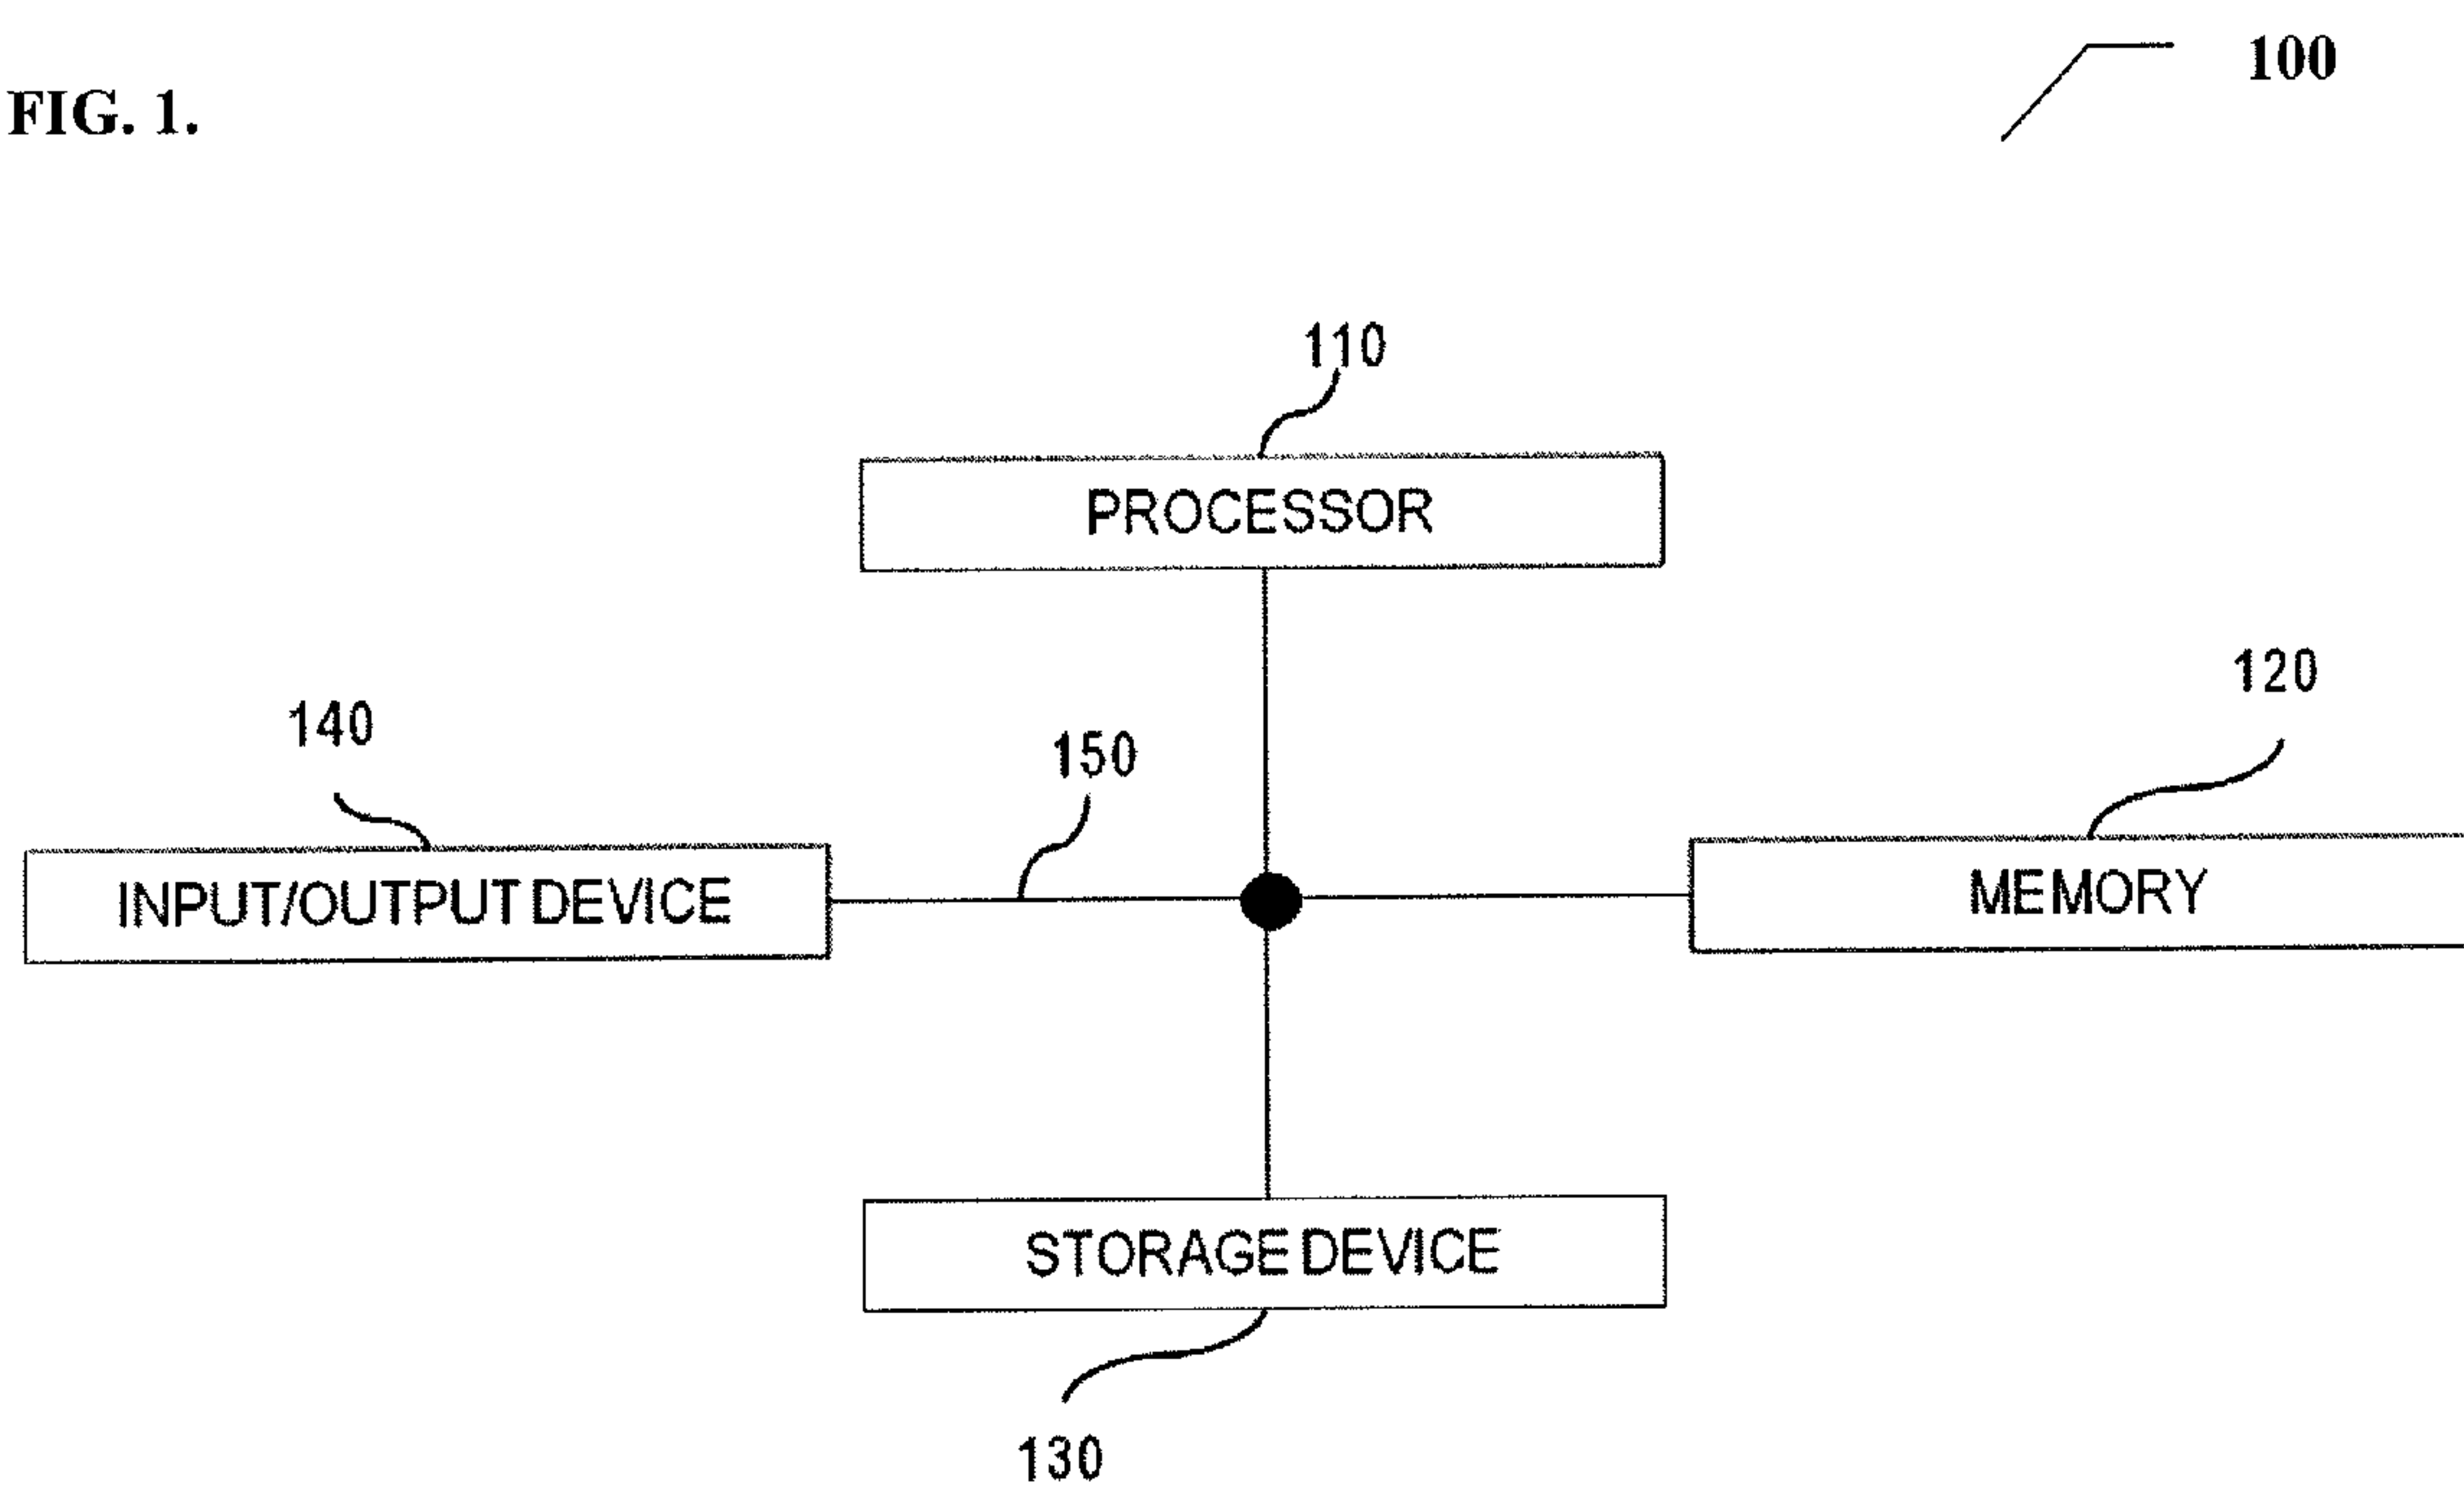 100
FIG. 1.
110
PROCESSOR
120
140
150
INPUT/OUTPUT DEVICE
MEMORY
STORAGE DEVICE
130